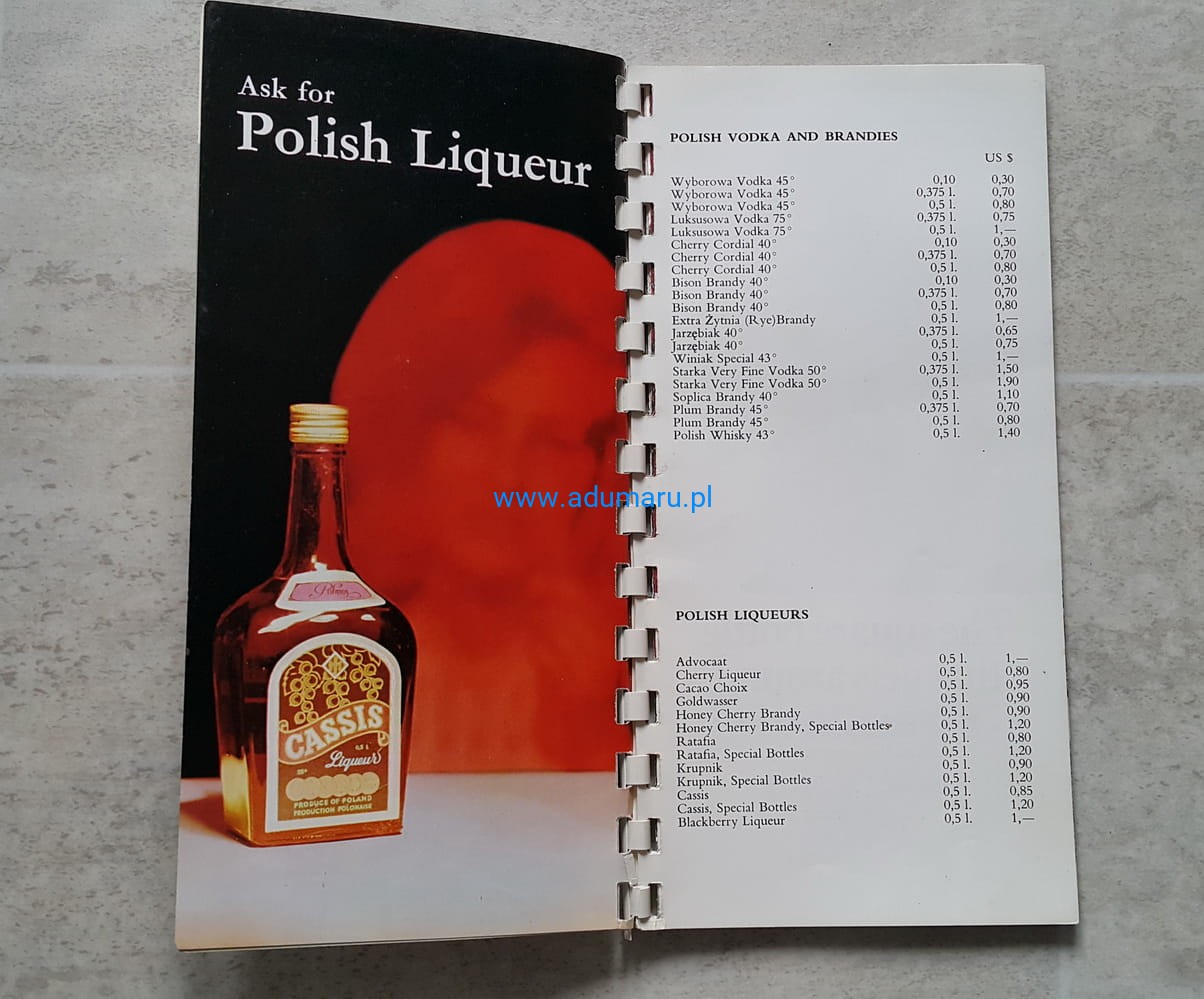 Ask for
Polish Liqueur
CASSIS
0,5 L
Liqueur
PRODUCE OF POLAND
PRODUCTION POLONAISE
www.adumaru.pl
POLISH VODKA AND BRANDIES
US $
Wyborowa Vodka 45° 0,10 0,30
Wyborowa Vodka 45° 0,375 l. 0,70
Wyborowa Vodka 45° 0,5 l. 0,80
Luksusowa Vodka 75° 0,375 l. 0,75
Luksusowa Vodka 75° 0,5 l. 1,—
Cherry Cordial 40° 0,10 0,30
Cherry Cordial 40° 0,375 l. 0,70
Cherry Cordial 40° 0,5 l. 0,80
Bison Brandy 40° 0,10 0,30
Bison Brandy 40° 0,375 l. 0,70
Bison Brandy 40° 0,5 l. 0,80
Extra Żytnia (Rye)Brandy 0,5 l. 1,—
Jarzębiak 40° 0,375 l. 0,65
Jarzębiak 40° 0,5 l. 0,75
Winiak Special 43° 0,5 l. 1,—
Starka Very Fine Vodka 50° 0,375 l. 1,50
Starka Very Fine Vodka 50° 0,5 l. 1,90
Soplica Brandy 40° 0,5 l. 1,10
Plum Brandy 45° 0,375 l. 0,70
Plum Brandy 45° 0,5 l. 0,80
Polish Whisky 43° 0,5 l. 1,40
POLISH LIQUEURS
Advocaat 0,5 l. 1,—
Cherry Liqueur 0,5 l. 0,80
Cacao Choix 0,5 l. 0,95
Goldwasser 0,5 l. 0,90
Honey Cherry Brandy 0,5 l. 0,90
Honey Cherry Brandy, Special Bottles 0,5 l. 1,20
Ratafia 0,5 l. 0,80
Ratafia, Special Bottles 0,5 l. 1,20
Krupnik 0,5 l. 0,90
Krupnik, Special Bottles 0,5 l. 1,20
Cassis 0,5 l. 0,85
Cassis, Special Bottles 0,5 l. 1,20
Blackberry Liqueur 0,5 l. 1,—